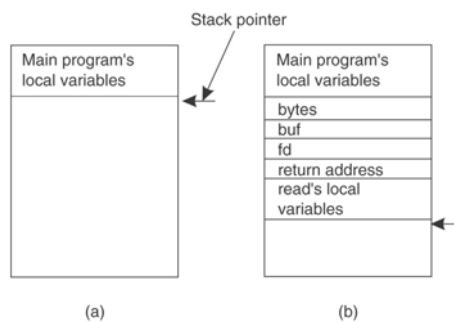 Stack pointer
Main program's
local variables
Main program's
local variables
bytes
buf
fd
return address
read's local
variables
(a)
(b)